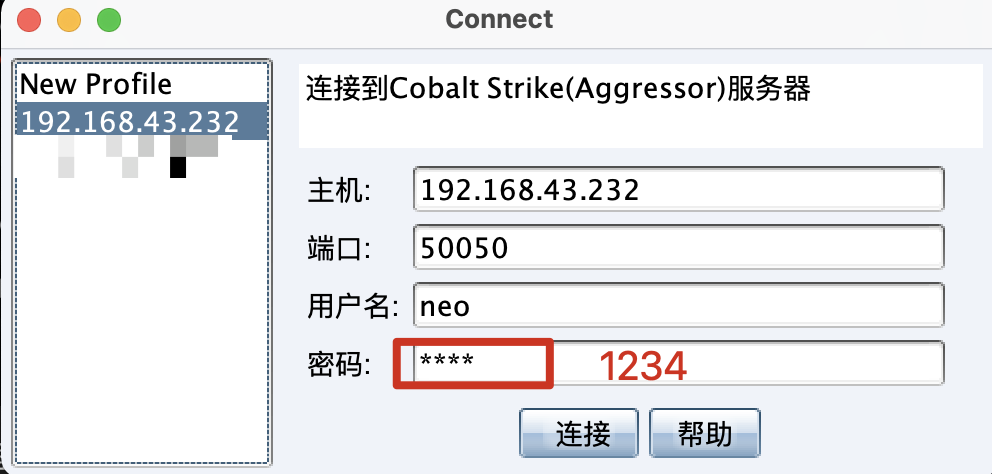 Connect
New Profile
192.168.43.232
连接到Cobalt Strike(Aggressor)服务器
主机: 192.168.43.232
端口: 50050
用户名: neo
密码: **** 1234
连接 帮助